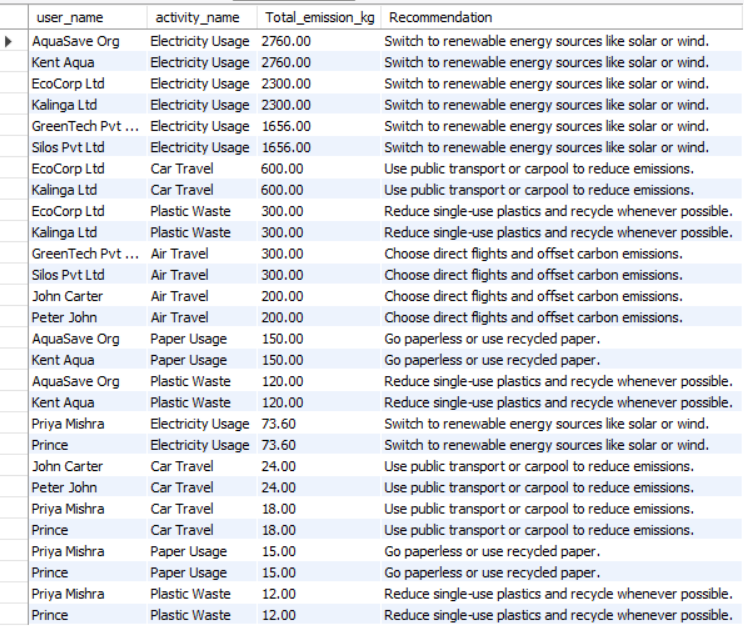 user_name activity_name Total_emission_kg Recommendation
AquaSave Org Electricity Usage 2760.00 Switch to renewable energy sources like solar or wind.
Kent Aqua Electricity Usage 2760.00 Switch to renewable energy sources like solar or wind.
EcoCorp Ltd Electricity Usage 2300.00 Switch to renewable energy sources like solar or wind.
Kalinga Ltd Electricity Usage 2300.00 Switch to renewable energy sources like solar or wind.
GreenTech Pvt ... Electricity Usage 1656.00 Switch to renewable energy sources like solar or wind.
Silos Pvt Ltd Electricity Usage 1656.00 Switch to renewable energy sources like solar or wind.
EcoCorp Ltd Car Travel 600.00 Use public transport or carpool to reduce emissions.
Kalinga Ltd Car Travel 600.00 Use public transport or carpool to reduce emissions.
EcoCorp Ltd Plastic Waste 300.00 Reduce single-use plastics and recycle whenever possible.
Kalinga Ltd Plastic Waste 300.00 Reduce single-use plastics and recycle whenever possible.
GreenTech Pvt ... Air Travel 300.00 Choose direct flights and offset carbon emissions.
Silos Pvt Ltd Air Travel 300.00 Choose direct flights and offset carbon emissions.
John Carter Air Travel 200.00 Choose direct flights and offset carbon emissions.
Peter John Air Travel 200.00 Choose direct flights and offset carbon emissions.
AquaSave Org Paper Usage 150.00 Go paperless or use recycled paper.
Kent Aqua Paper Usage 150.00 Go paperless or use recycled paper.
AquaSave Org Plastic Waste 120.00 Reduce single-use plastics and recycle whenever possible.
Kent Aqua Plastic Waste 120.00 Reduce single-use plastics and recycle whenever possible.
Priya Mishra Electricity Usage 73.60 Switch to renewable energy sources like solar or wind.
Prince Electricity Usage 73.60 Switch to renewable energy sources like solar or wind.
John Carter Car Travel 24.00 Use public transport or carpool to reduce emissions.
Peter John Car Travel 24.00 Use public transport or carpool to reduce emissions.
Priya Mishra Car Travel 18.00 Use public transport or carpool to reduce emissions.
Prince Car Travel 18.00 Use public transport or carpool to reduce emissions.
Priya Mishra Paper Usage 15.00 Go paperless or use recycled paper.
Prince Paper Usage 15.00 Go paperless or use recycled paper.
Priya Mishra Plastic Waste 12.00 Reduce single-use plastics and recycle whenever possible.
Prince Plastic Waste 12.00 Reduce single-use plastics and recycle whenever possible.